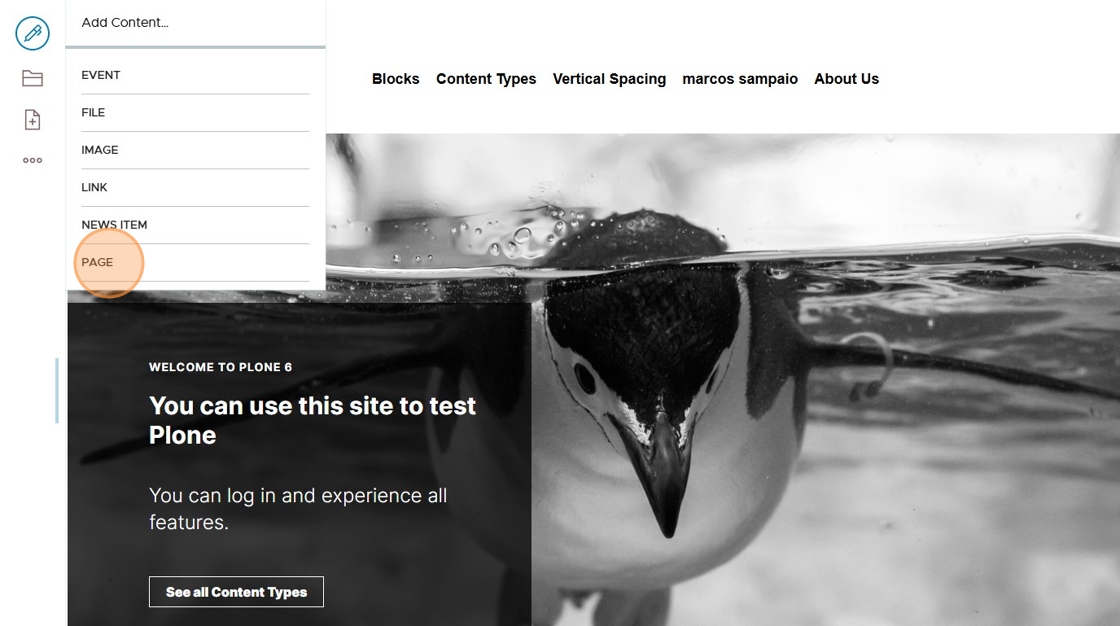 Add Content...
EVENT
FILE
IMAGE
LINK
NEWS ITEM
PAGE
Blocks Content Types Vertical Spacing marcos sampaio About Us
WELCOME TO PLONE 6
You can use this site to test
Plone
You can log in and experience all
features.
See all Content Types